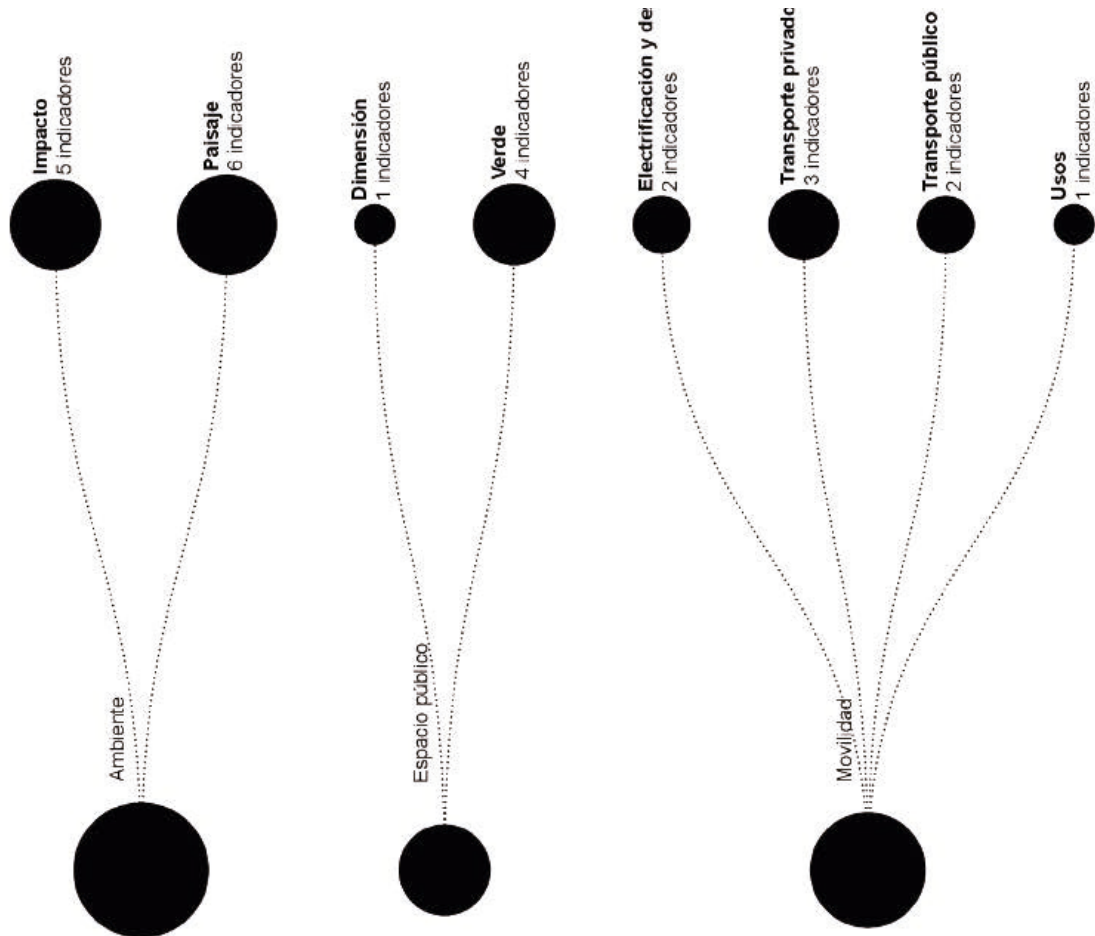 Impacto
5 indicadores
Paisaje
6 indicadores
Dimensión
1 indicadores
Verde
4 indicadores
Electrificación y
2 indicadores
Transporte privado
3 indicadores
Transporte público
2 indicadores
Usos
1 indicadores
Ambiente
Espacio público
Movilidad